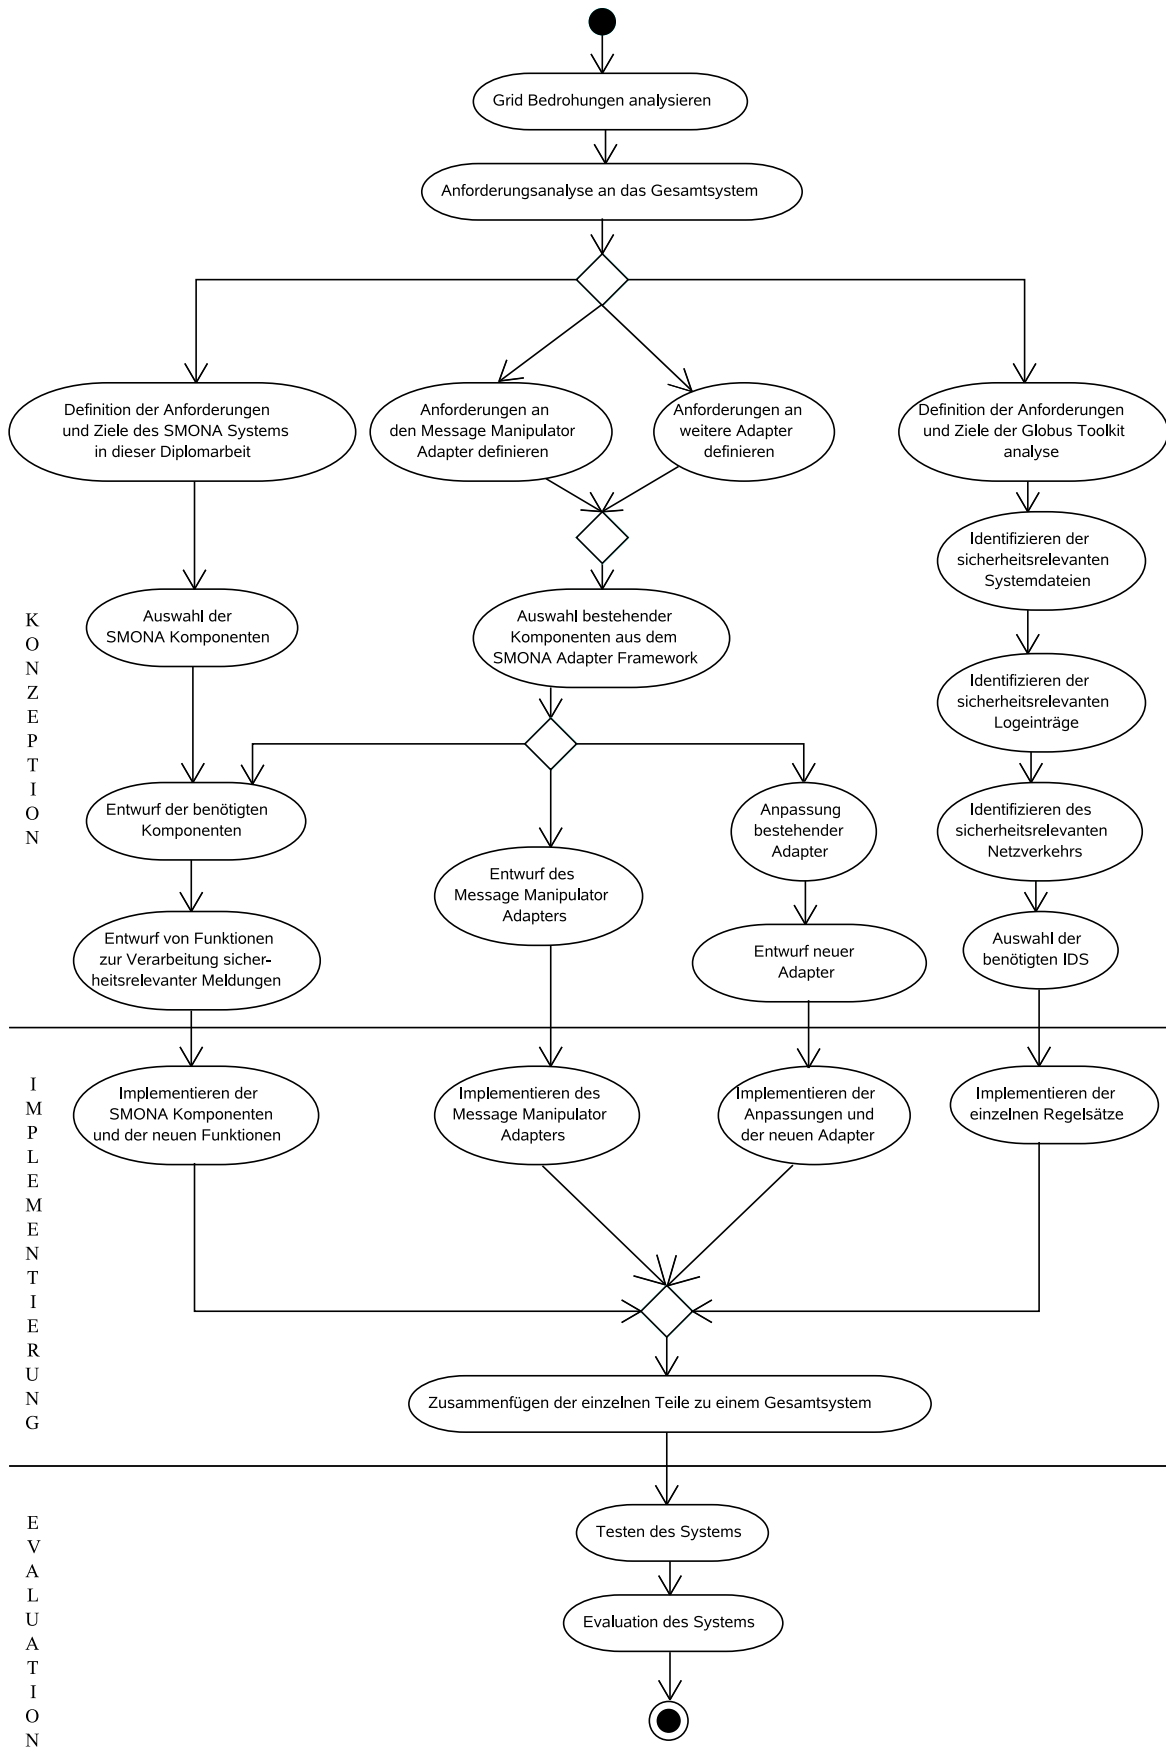 Grid Bedrohungen analysieren
Anforderungsanalyse an das Gesamtsystem
Definition der Anforderungen
und Ziele des SMONA Systems
in dieser Diplomarbeit
Anforderungen an
den Message Manipulator
Adapter definieren
Anforderungen an
weitere Adapter
definieren
Definition der Anforderungen
und Ziele der Globus Toolkit
analyse
Identifizieren der
sicherheitsrelevanten
Systemdateien
KONZEPTION
Auswahl der
SMONA Komponenten
Auswahl bestehender
Komponenten aus dem
SMONA Adapter Framework
Identifizieren der
sicherheitsrelevanten
Logeinträge
Entwurf der benötigten
Komponenten
Anpassung
bestehender
Adapter
Identifizieren des
sicherheitsrelevanten
Netzverkehrs
Entwurf des
Message Manipulator
Adapters
Entwurf von Funktionen
zur Verarbeitung sicher-
heitsrelevanter Meldungen
Entwurf neuer
Adapter
Auswahl der
benötigten IDS
IMPLEMENTIERUNG
Implementieren der
SMONA Komponenten
und der neuen Funktionen
Implementieren des
Message Manipulator
Adapters
Implementieren der
Anpassungen und
der neuen Adapter
Implementieren der
einzelnen Regelsätze
Zusammenfügen der einzelnen Teile zu einem Gesamtsystem
EVALUATION
Testen des Systems
Evaluation des Systems